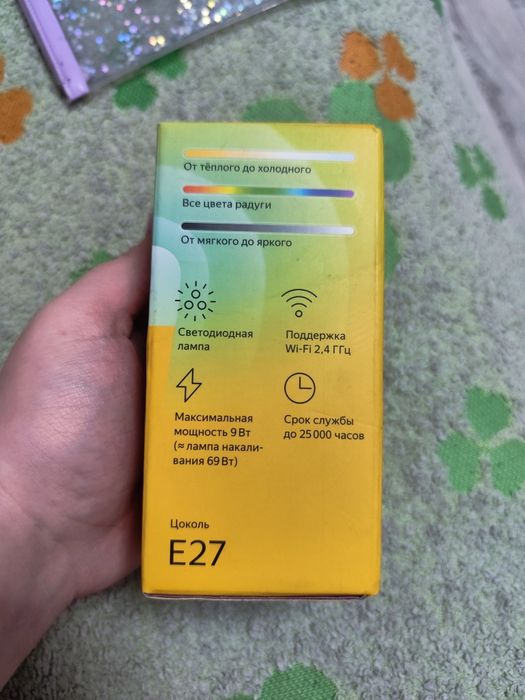 От тёплого до холодного
Все цвета радуги
От мягкого до яркого
Светодиодная
лампа
Поддержка
Wi-Fi 2,4 ГГц
Максимальная
мощность 9 Вт
(≈ лампа накали-
вания 69 Вт)
Срок службы
до 25 000 часов
Цоколь
E27